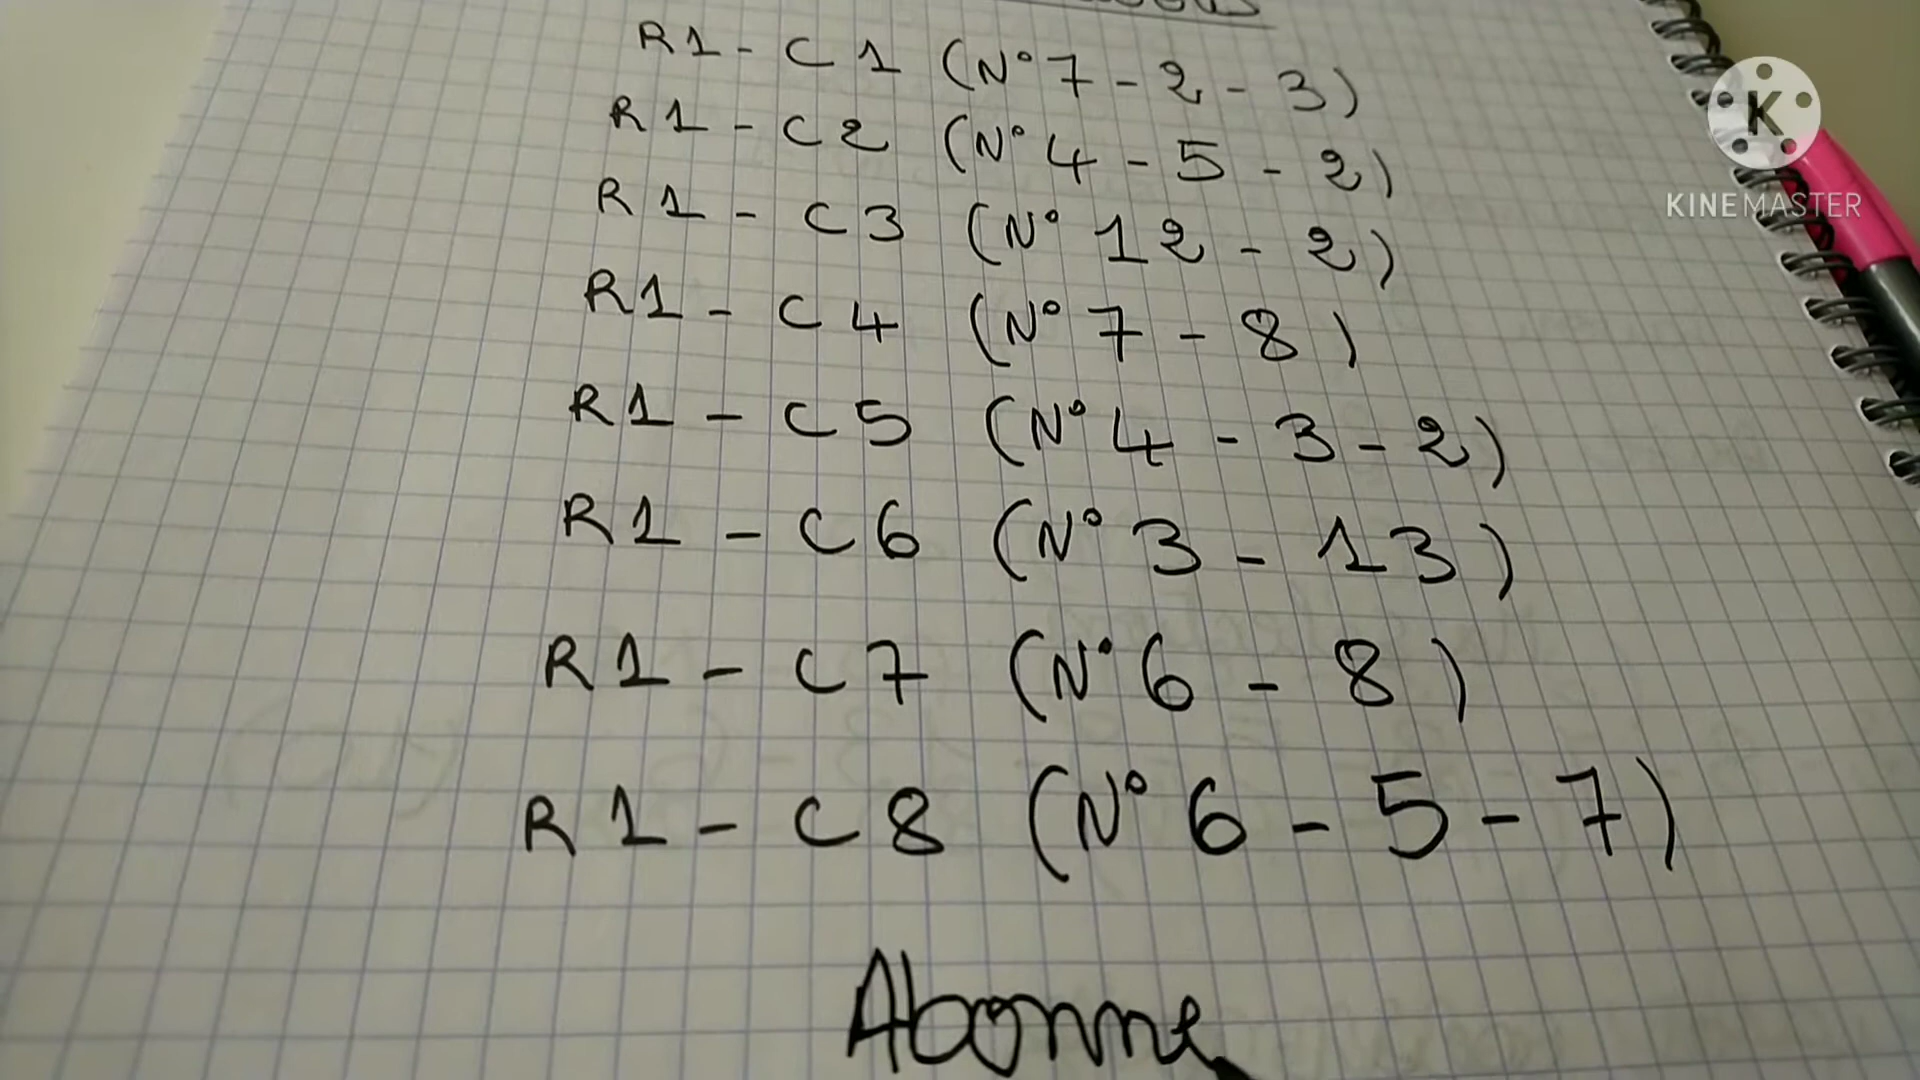 R1 - C1 (N° 7 - 2 - 3)
R1 - C2 (N° 4 - 5 - 2)
R1 - C3 (N° 12 - 2)
R1 - C4 (N° 7 - 8)
R1 - C5 (N° 4 - 3 - 2)
R1 - C6 (N° 3 - 13)
R1 - C7 (N° 6 - 8)
R1 - C8 (N° 6 - 5 - 7)
Abonne
K
KINEMASTER